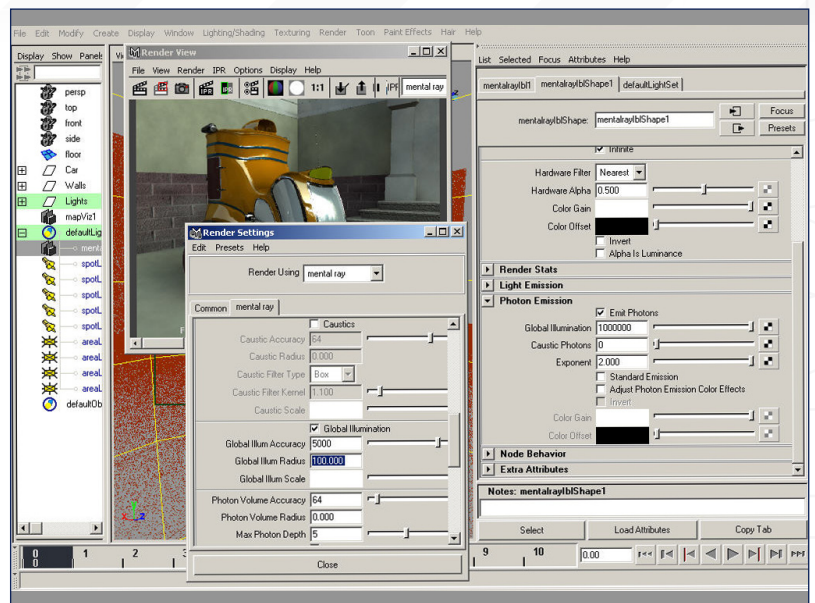 File Edit Modify Create Display Window Lighting/Shading Texturing Render Toon Paint Effects Hair Help
Display Show Panels
persp
top
front
side
floor
Car
Walls
Lights
mapViz1
defaultLig
menta
spotL
spotL
spotL
spotL
spotL
areaL
areaL
areaL
defaultOb
Render View
File View Render IPR Options Display Help
IPR IPR 1:1 IPR mental ray
Render Settings
Edit Presets Help
Render Using mental ray
Common mental ray
Caustics
Caustic Accuracy 64
Caustic Radius 0.000
Caustic Filter Type Box
Caustic Filter Kernel 1.100
Caustic Scale
Global Illumination
Global Illum Accuracy 5000
Global Illum Radius 100.000
Global Illum Scale
Photon Volume Accuracy 64
Photon Volume Radius 0.000
Max Photon Depth 5
Close
List Selected Focus Attributes Help
mentalrayIbl1 mentalrayIblShape1 defaultLightSet
mentalrayIblShape: mentalrayIblShape1
Focus
Presets
Infinite
Hardware Filter Nearest
Hardware Alpha 0.500
Color Gain
Color Offset
Invert
Alpha Is Luminance
Render Stats
Light Emission
Photon Emission
Emit Photons
Global Illumination 1000000
Caustic Photons 0
Exponent 2.000
Standard Emission
Adjust Photon Emission Color Effects
Invert
Color Gain
Color Offset
Node Behavior
Extra Attributes
Notes: mentalrayIblShape1
Select Load Attributes Copy Tab
0 1 2 3 9 10 0.00
0